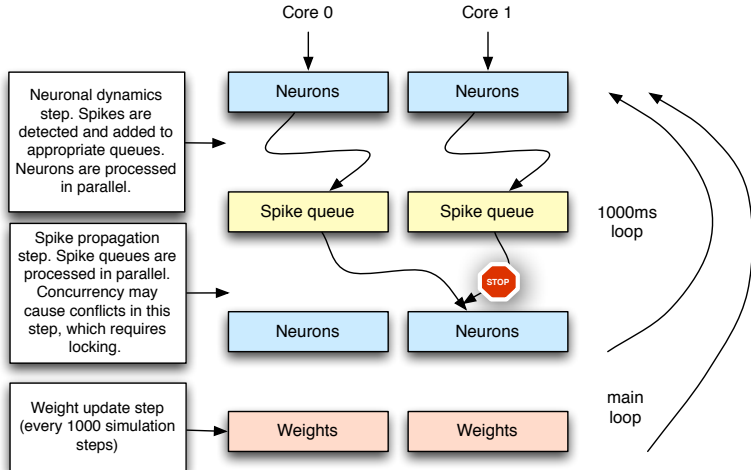 Core 0
Core 1
Neuronal dynamics
step. Spikes are
detected and added to
appropriate queues.
Neurons are processed
in parallel.
Neurons
Neurons
Spike queue
Spike queue
1000ms
loop
Spike propagation
step. Spike queues are
processed in parallel.
Concurrency may
cause conflicts in this
step, which requires
locking.
STOP
Neurons
Neurons
Weight update step
(every 1000 simulation
steps)
Weights
Weights
main
loop